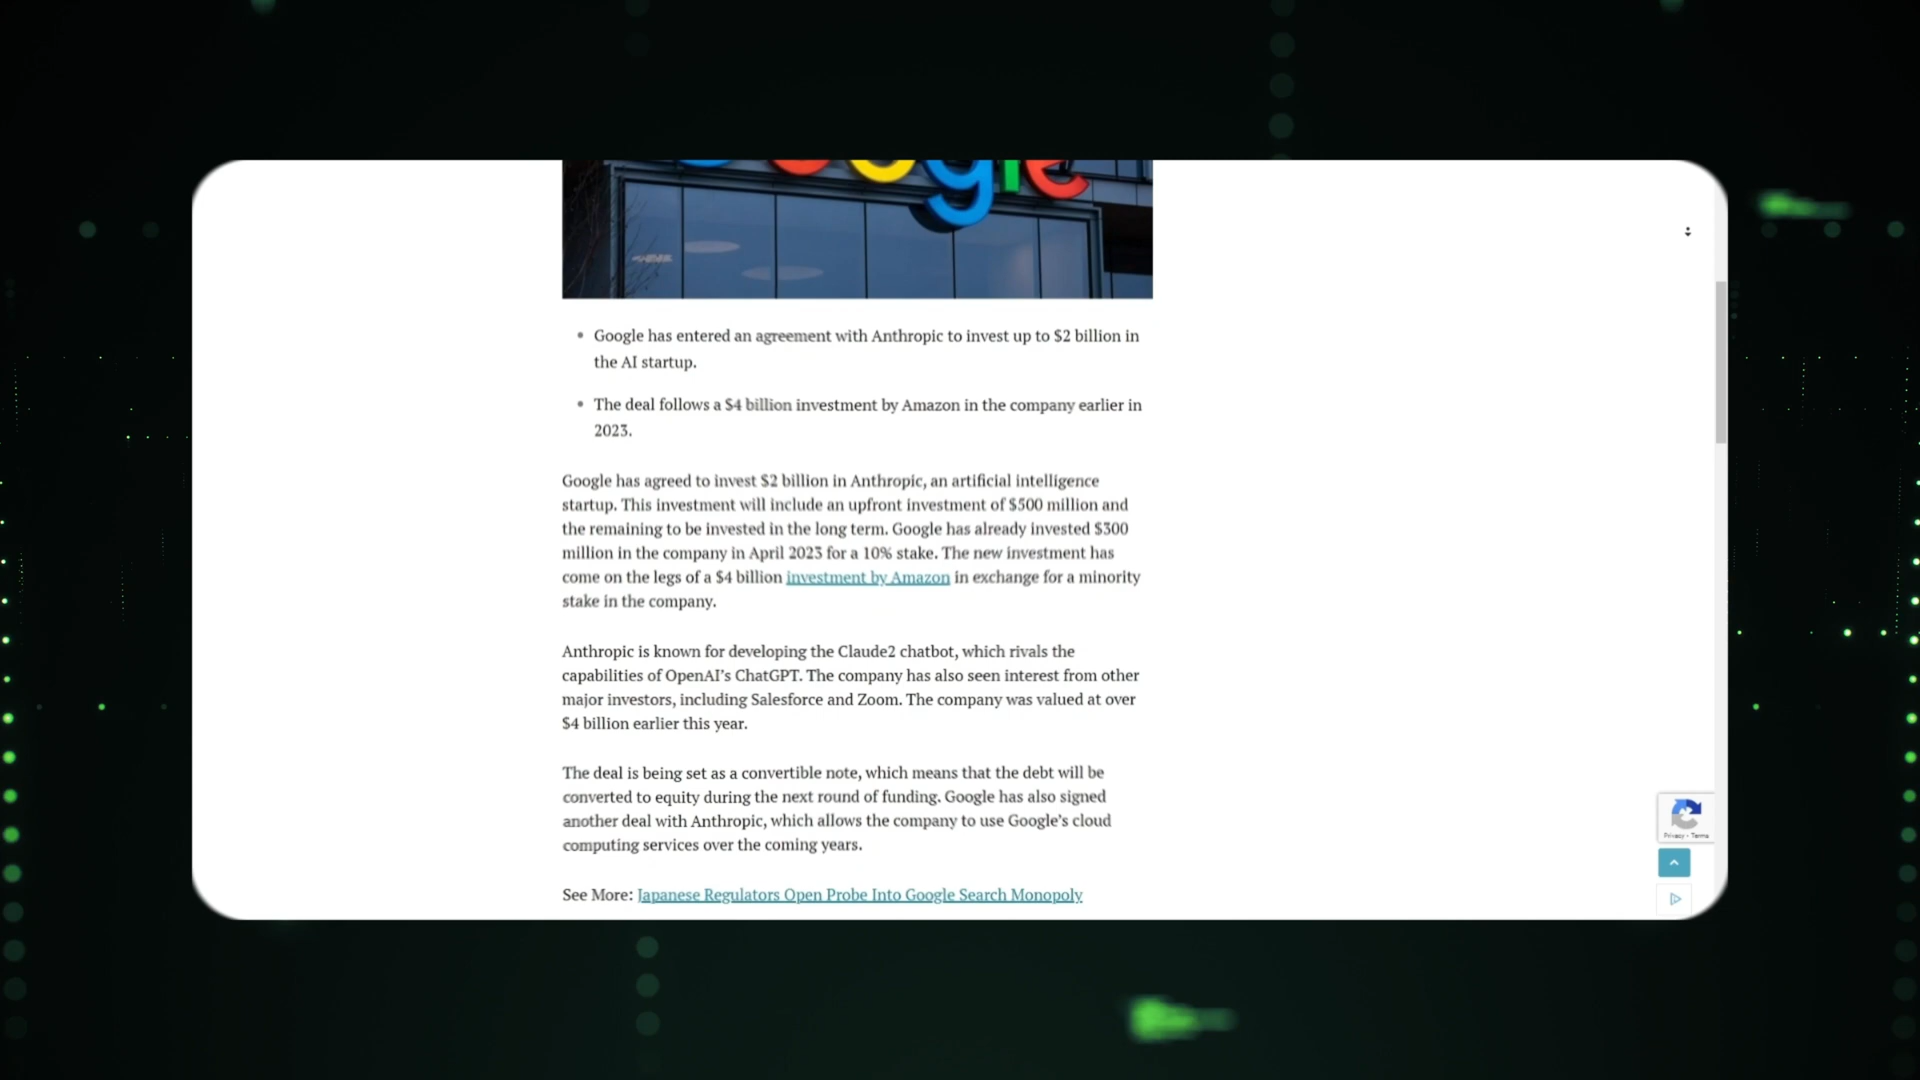 Google
Google has entered an agreement with Anthropic to invest up to $2 billion in
the AI startup.
The deal follows a $4 billion investment by Amazon in the company earlier in
2023.
Google has agreed to invest $2 billion in Anthropic, an artificial intelligence
startup. This investment will include an upfront investment of $500 million and
the remaining to be invested in the long term. Google has already invested $300
million in the company in April 2023 for a 10% stake. The new investment has
come on the legs of a $4 billion investment by Amazon in exchange for a minority
stake in the company.
Anthropic is known for developing the Claude2 chatbot, which rivals the
capabilities of OpenAI's ChatGPT. The company has also seen interest from other
major investors, including Salesforce and Zoom. The company was valued at over
$4 billion earlier this year.
The deal is being set as a convertible note, which means that the debt will be
converted to equity during the next round of funding. Google has also signed
another deal with Anthropic, which allows the company to use Google's cloud
computing services over the coming years.
See More: Japanese Regulators Open Probe Into Google Search Monopoly
Privacy - Terms